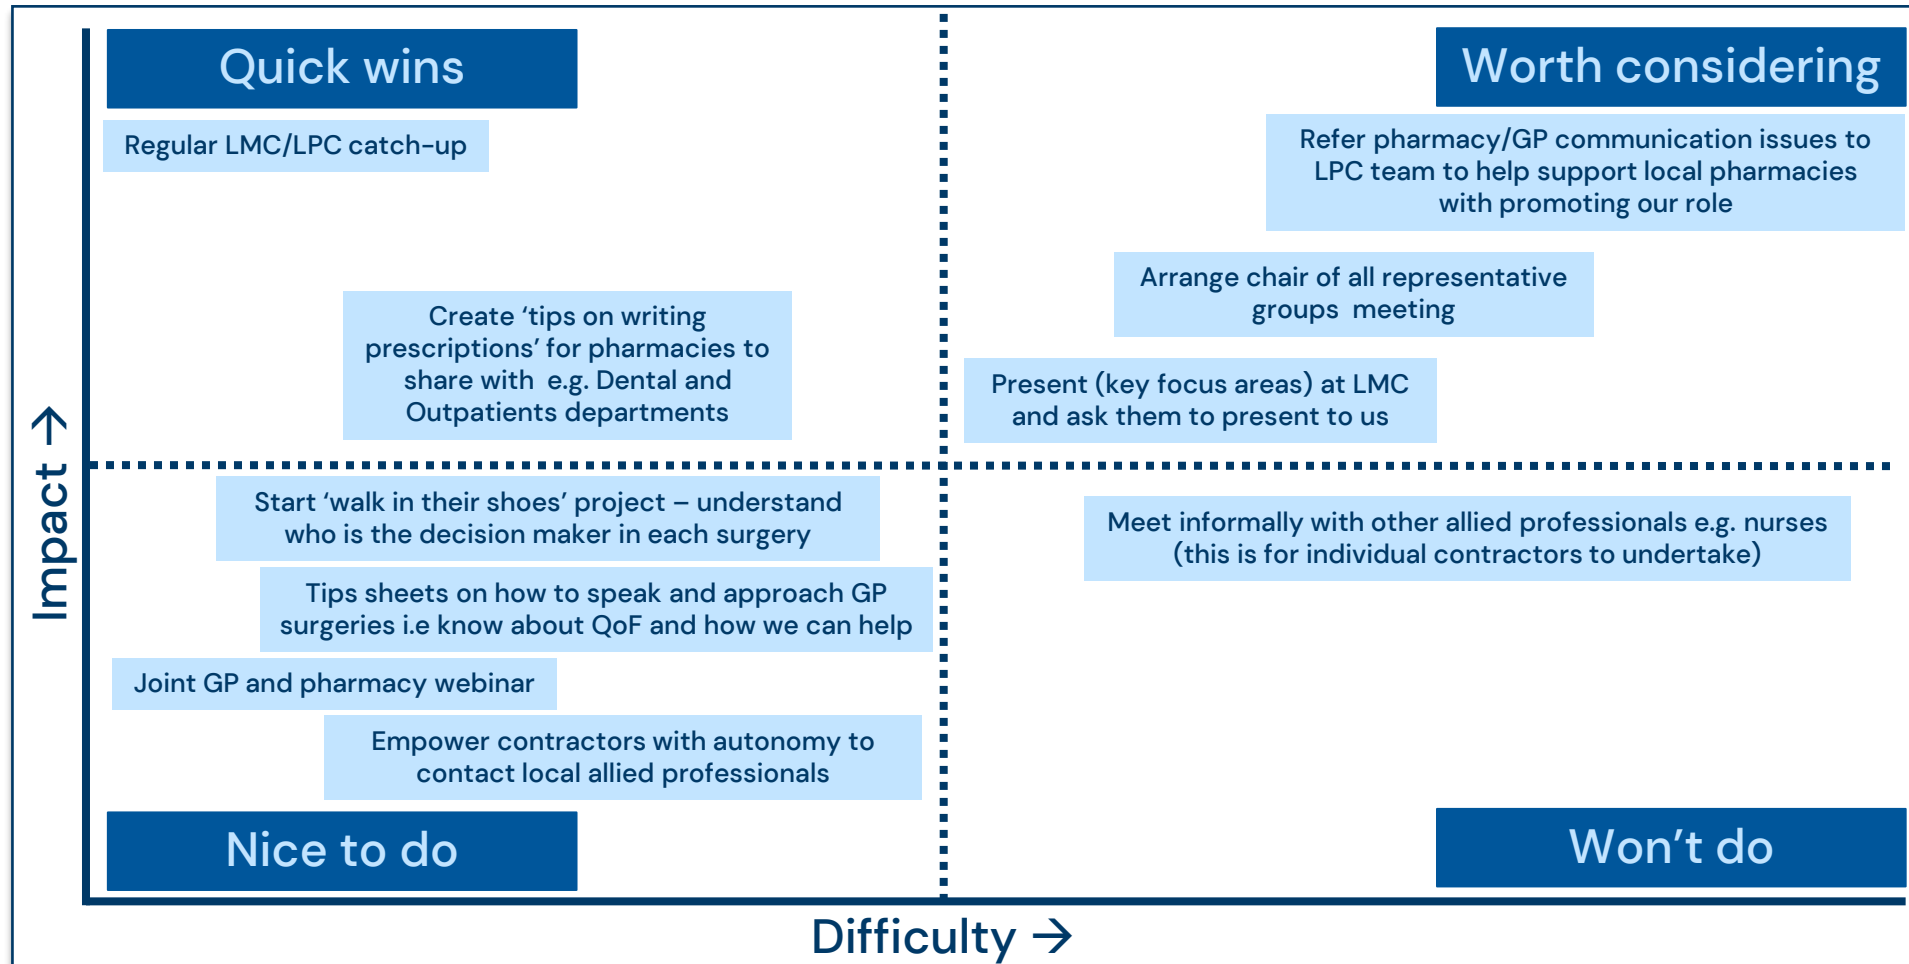 Quick wins
Regular LMC/LPC catch-up
Create ‘tips on writing
prescriptions’ for pharmacies to
share with  e.g. Dental and
Outpatients departments
Worth considering
Refer pharmacy/GP communication issues to
LPC team to help support local pharmacies
with promoting our role
Arrange chair of all representative
groups  meeting
Present (key focus areas) at LMC
and ask them to present to us
Impact →
Start ‘walk in their shoes’ project – understand
who is the decision maker in each surgery
Tips sheets on how to speak and approach GP
surgeries i.e know about QoF and how we can help
Joint GP and pharmacy webinar
Empower contractors with autonomy to
contact local allied professionals
Nice to do
Meet informally with other allied professionals e.g. nurses
(this is for individual contractors to undertake)
Won’t do
Difficulty →